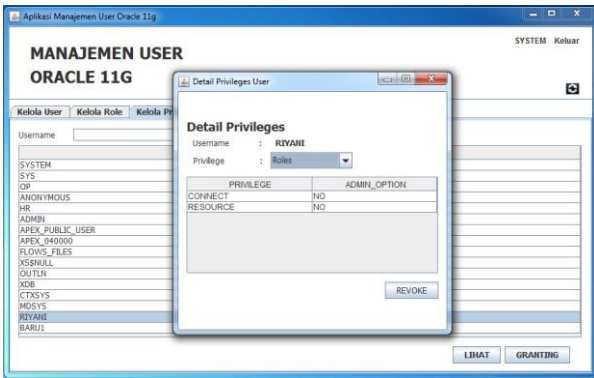 Aplikasi Manajemen User Oracle 11g
SYSTEM Keluar
MANAJEMEN USER
ORACLE 11G
Kelola User Kelola Role Kelola Pr
Username
SYSTEM
SYS
OP
ANONYMOUS
HR
ADMIN
APEX_PUBLIC_USER
APEX_040000
FLOWS_FILES
XS$NULL
OUTLN
XDB
CTXSYS
MDSYS
RIYANI
BARU1
LIHAT GRANTING
Detail Privileges User
Detail Privileges
Username : RIYANI
Privilege : Roles
PRIVILEGE ADMIN_OPTION
CONNECT NO
RESOURCE NO
REVOKE